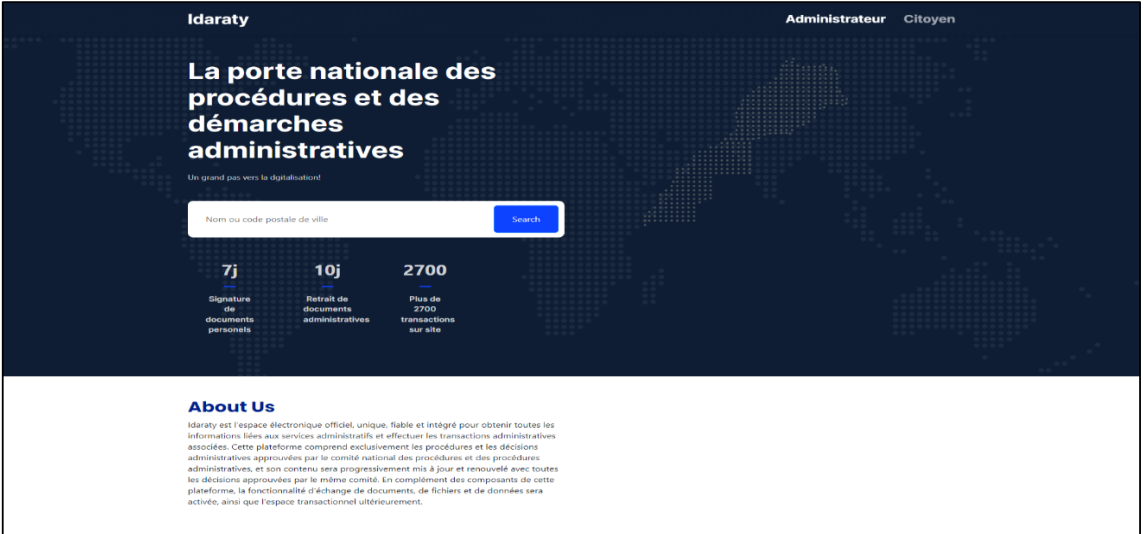 Idaraty
Administrateur Citoyen
La porte nationale des
procédures et des
démarches
administratives
Un grand pas vers la dgitalisation!
Nom ou code postale de ville
Search
7j
Signature
de
documents
personels
10j
Retrait de
documents
administratives
2700
Plus de
2700
transactions
sur site
About Us
Idaraty est l'espace électronique officiel, unique, fiable et intégré pour obtenir toutes les
informations liées aux services administratifs et effectuer les transactions administratives
associées. Cette plateforme comprend exclusivement les procédures et les décisions
administratives approuvées par le comité national des procédures et des procédures
administratives, et son contenu sera progressivement mis à jour et renouvelé avec toutes
les décisions approuvées par le même comité. En complément des composants de cette
plateforme, la fonctionnalité d'échange de documents, de fichiers et de données sera
activée, ainsi que l'espace transactionnel ultérieurement.